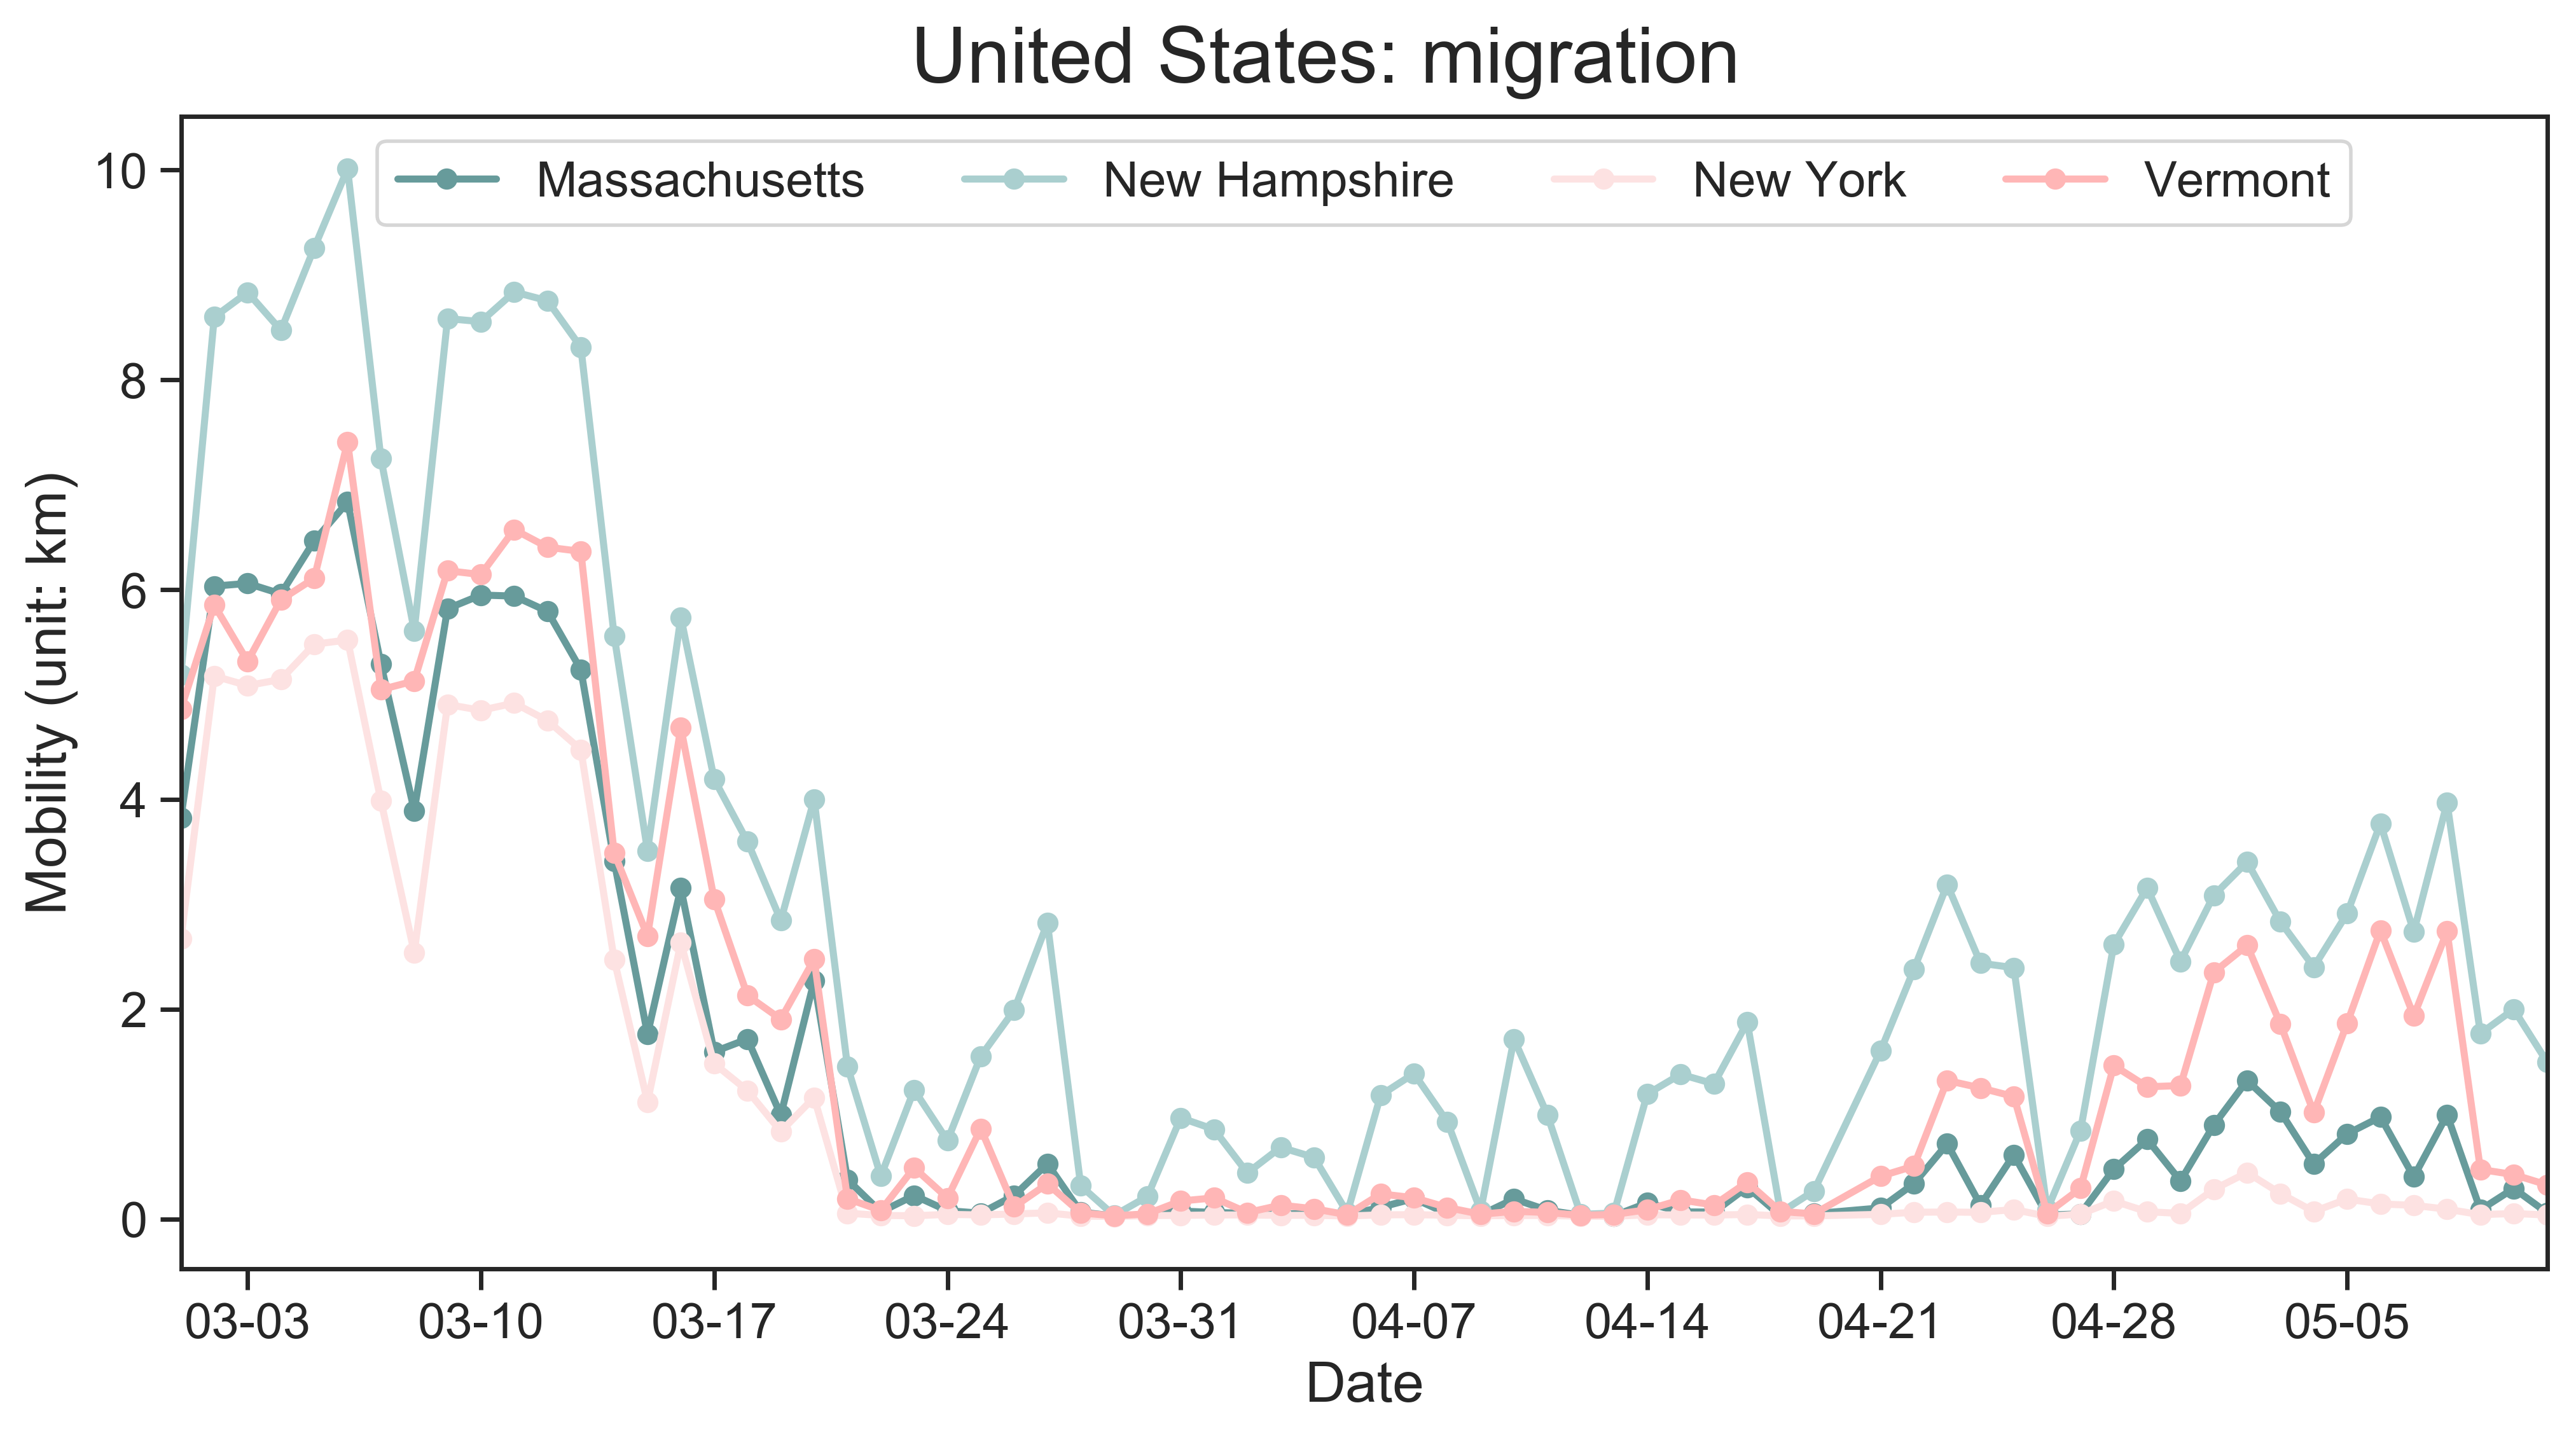 United States: migration
Massachusetts New Hampshire New York Vermont
10
8
6
4
2
0
Mobility (unit: km)
03-03 03-10 03-17 03-24 03-31 04-07 04-14 04-21 04-28 05-05
Date